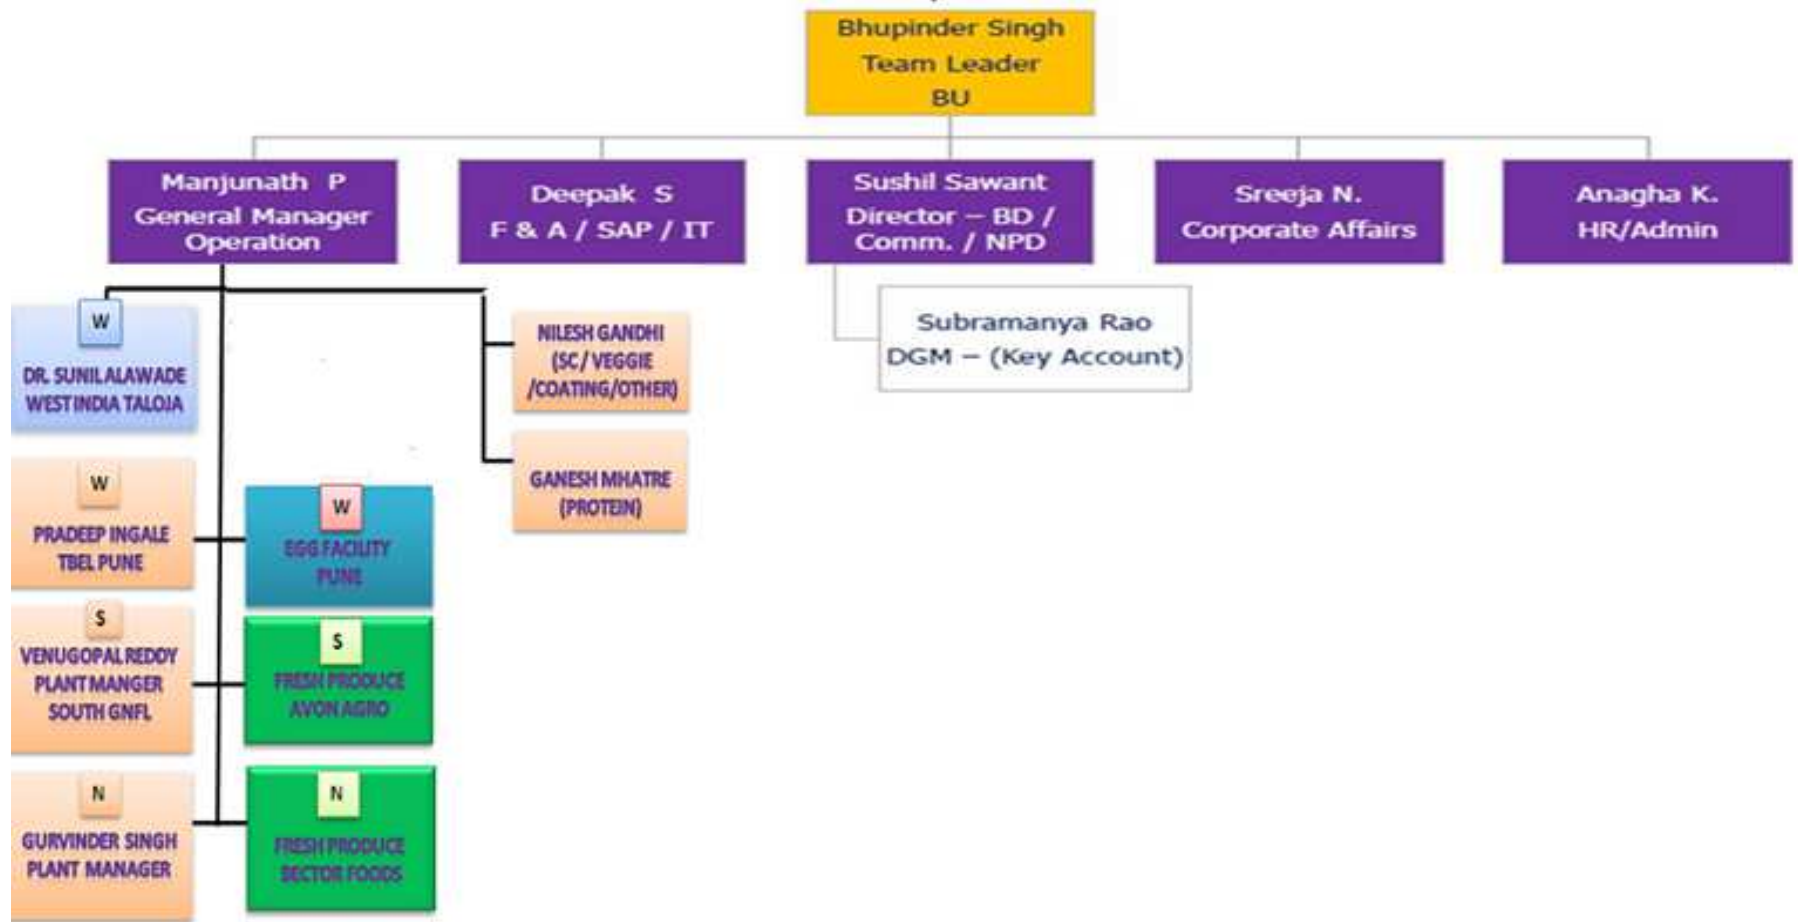 Bhupinder Singh
Team Leader
BU
Manjunath P
General Manager
Operation
Deepak S
F & A / SAP / IT
Sushil Sawant
Director – BD /
Comm. / NPD
Sreeja N.
Corporate Affairs
Anagha K.
HR/Admin
Subramanya Rao
DGM – (Key Account)
W
DR. SUNIL ALAWADE
WEST INDIA TALOJA
NILESH GANDHI
(SC / VEGGIE
/COATING/OTHER)
GANESH MHATRE
(PROTEIN)
W
PRADEEP INGALE
TBEL PUNE
W
EGG FACILITY
PUNE
S
VENUGOPAL REDDY
PLANT MANGER
SOUTH GNFL
S
FRESH PRODUCE
AVON AGRO
N
GURVINDER SINGH
PLANT MANAGER
N
FRESH PRODUCE
BECTOR FOODS